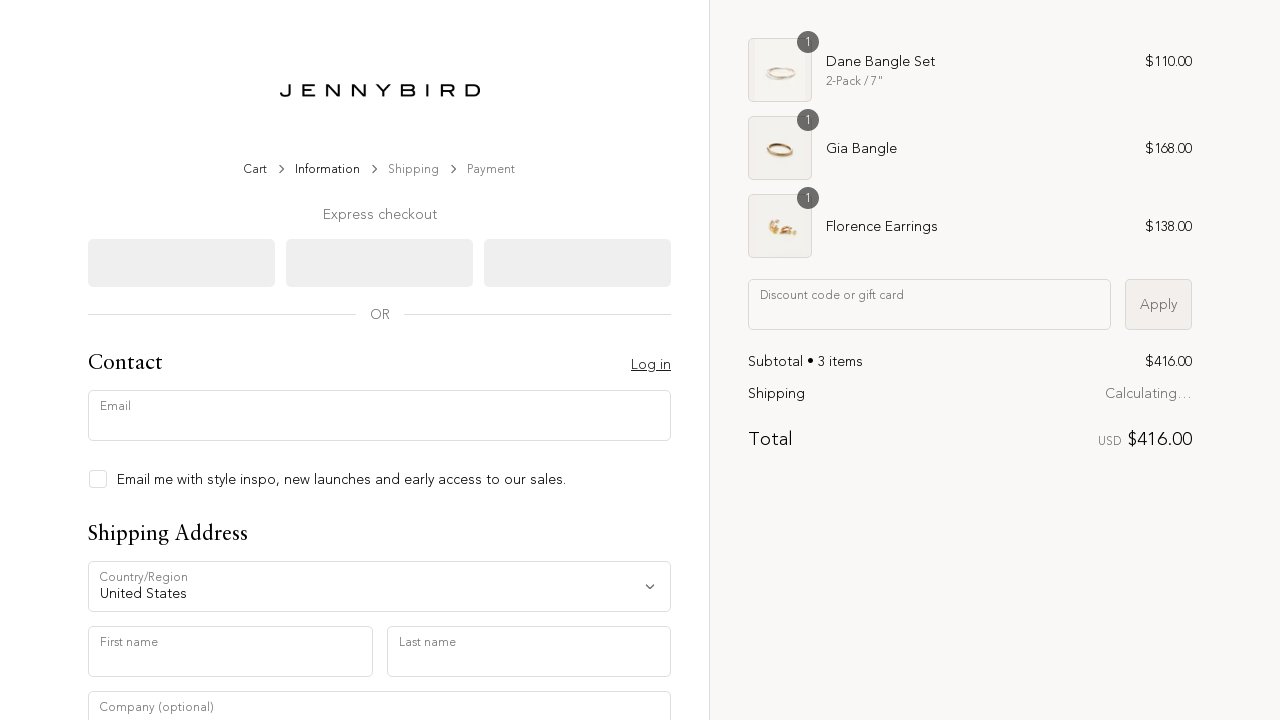 JENNYBIRD
Cart > Information > Shipping > Payment
Express checkout
OR
Contact
Log in
Email
Email me with style inspo, new launches and early access to our sales.
Shipping Address
Country/Region
United States
First name
Last name
Company (optional)
1
Dane Bangle Set
$110.00
2-Pack / 7"
1
Gia Bangle
$168.00
1
Florence Earrings
$138.00
Discount code or gift card
Apply
Subtotal • 3 items
$416.00
Shipping
Calculating...
Total
USD $416.00